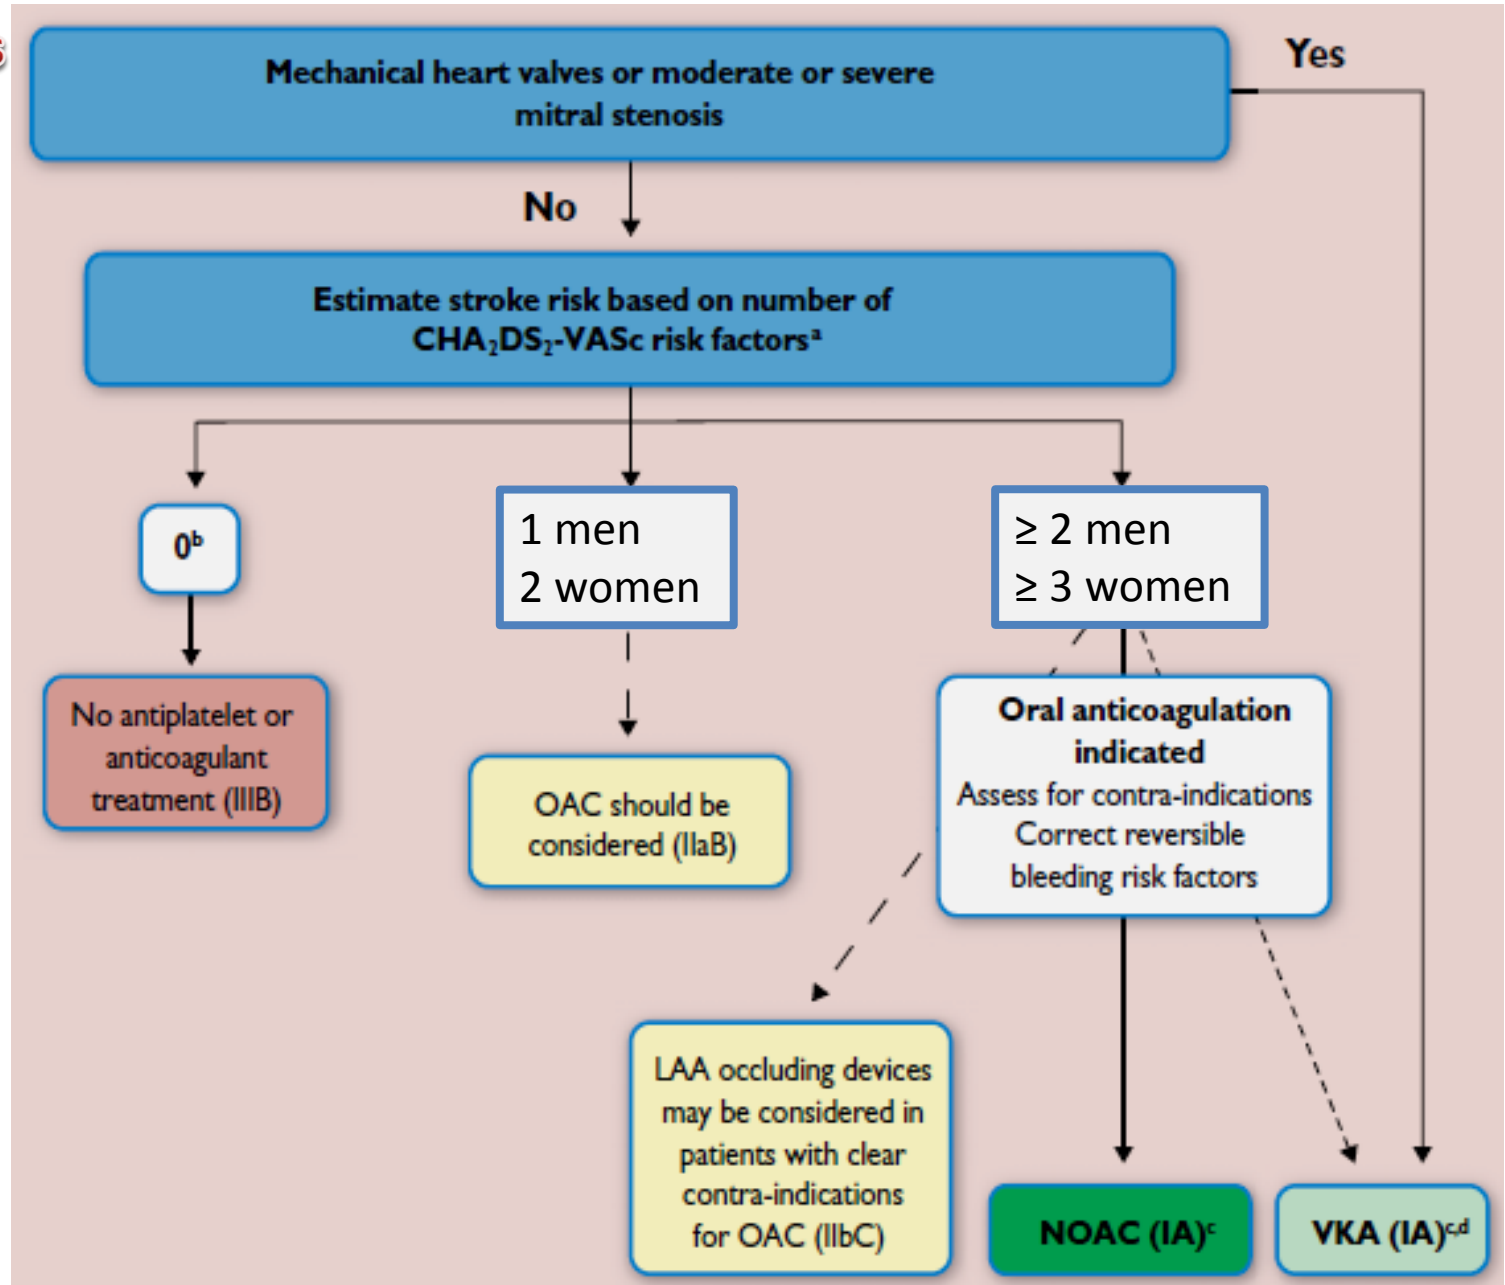 s
Mechanical heart valves or moderate or severe
mitral stenosis
Yes
No
Estimate stroke risk based on number of
CHA₂DS₂-VASc risk factorsᵃ
0ᵇ
1 men
2 women
≥ 2 men
≥ 3 women
No antiplatelet or
anticoagulant
treatment (IIIB)
OAC should be
considered (IIaB)
Oral anticoagulation
indicated
Assess for contra-indications
Correct reversible
bleeding risk factors
LAA occluding devices
may be considered in
patients with clear
contra-indications
for OAC (IIbC)
NOAC (IA)ᶜ
VKA (IA)ᶜ,ᵈ